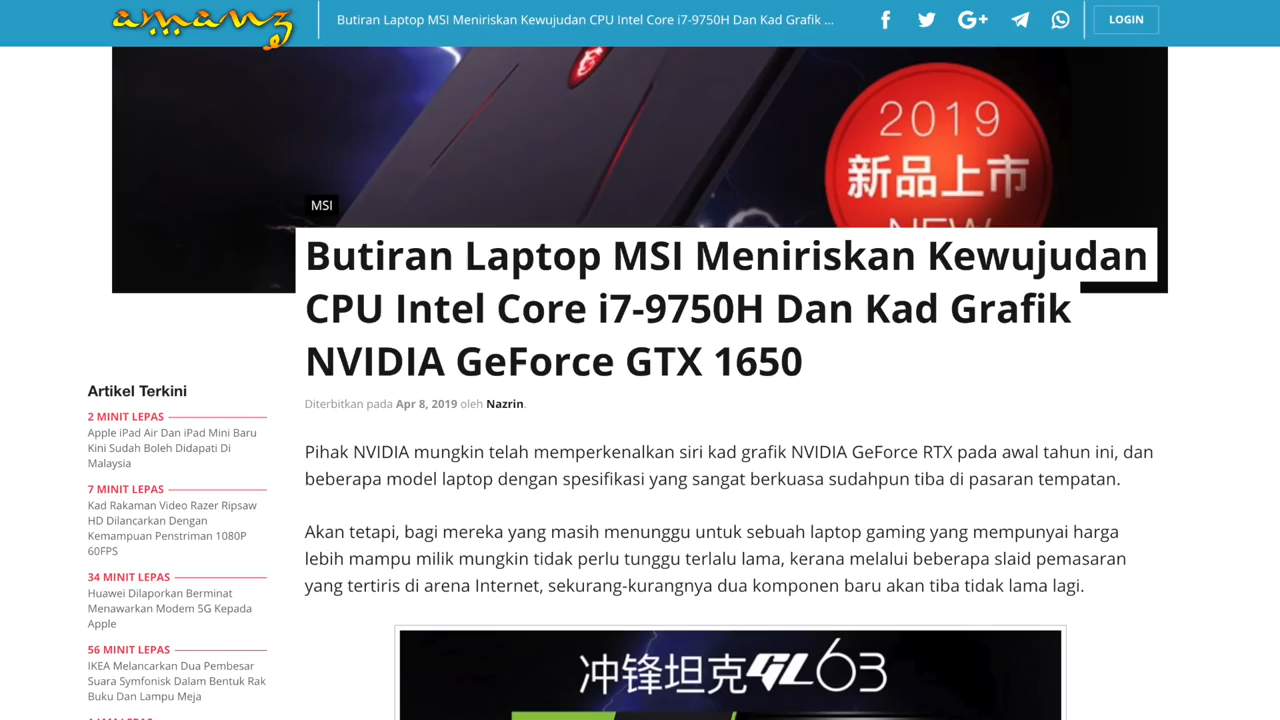 amanz
Butiran Laptop MSI Meniriskan Kewujudan CPU Intel Core i7-9750H Dan Kad Grafik ...
LOGIN
2019
新品上市
NEW
MSI
Butiran Laptop MSI Meniriskan Kewujudan
CPU Intel Core i7-9750H Dan Kad Grafik
NVIDIA GeForce GTX 1650
Diterbitkan pada Apr 8, 2019 oleh Nazrin.
Artikel Terkini
2 MINIT LEPAS
Apple iPad Air Dan iPad Mini Baru
Kini Sudah Boleh Didapati Di
Malaysia
7 MINIT LEPAS
Kad Rakaman Video Razer Ripsaw
HD Dilancarkan Dengan
Kemampuan Penstriman 1080P
60FPS
34 MINIT LEPAS
Huawei Dilaporkan Berminat
Menawarkan Modem 5G Kepada
Apple
56 MINIT LEPAS
IKEA Melancarkan Dua Pembesar
Suara Symfonisk Dalam Bentuk Rak
Buku Dan Lampu Meja
Pihak NVIDIA mungkin telah memperkenalkan siri kad grafik NVIDIA GeForce RTX pada awal tahun ini, dan
beberapa model laptop dengan spesifikasi yang sangat berkuasa sudahpun tiba di pasaran tempatan.
Akan tetapi, bagi mereka yang masih menunggu untuk sebuah laptop gaming yang mempunyai harga
lebih mampu milik mungkin tidak perlu tunggu terlalu lama, kerana melalui beberapa slaid pemasaran
yang tertiris di arena Internet, sekurang-kurangnya dua komponen baru akan tiba tidak lama lagi.
冲锋坦克GL63